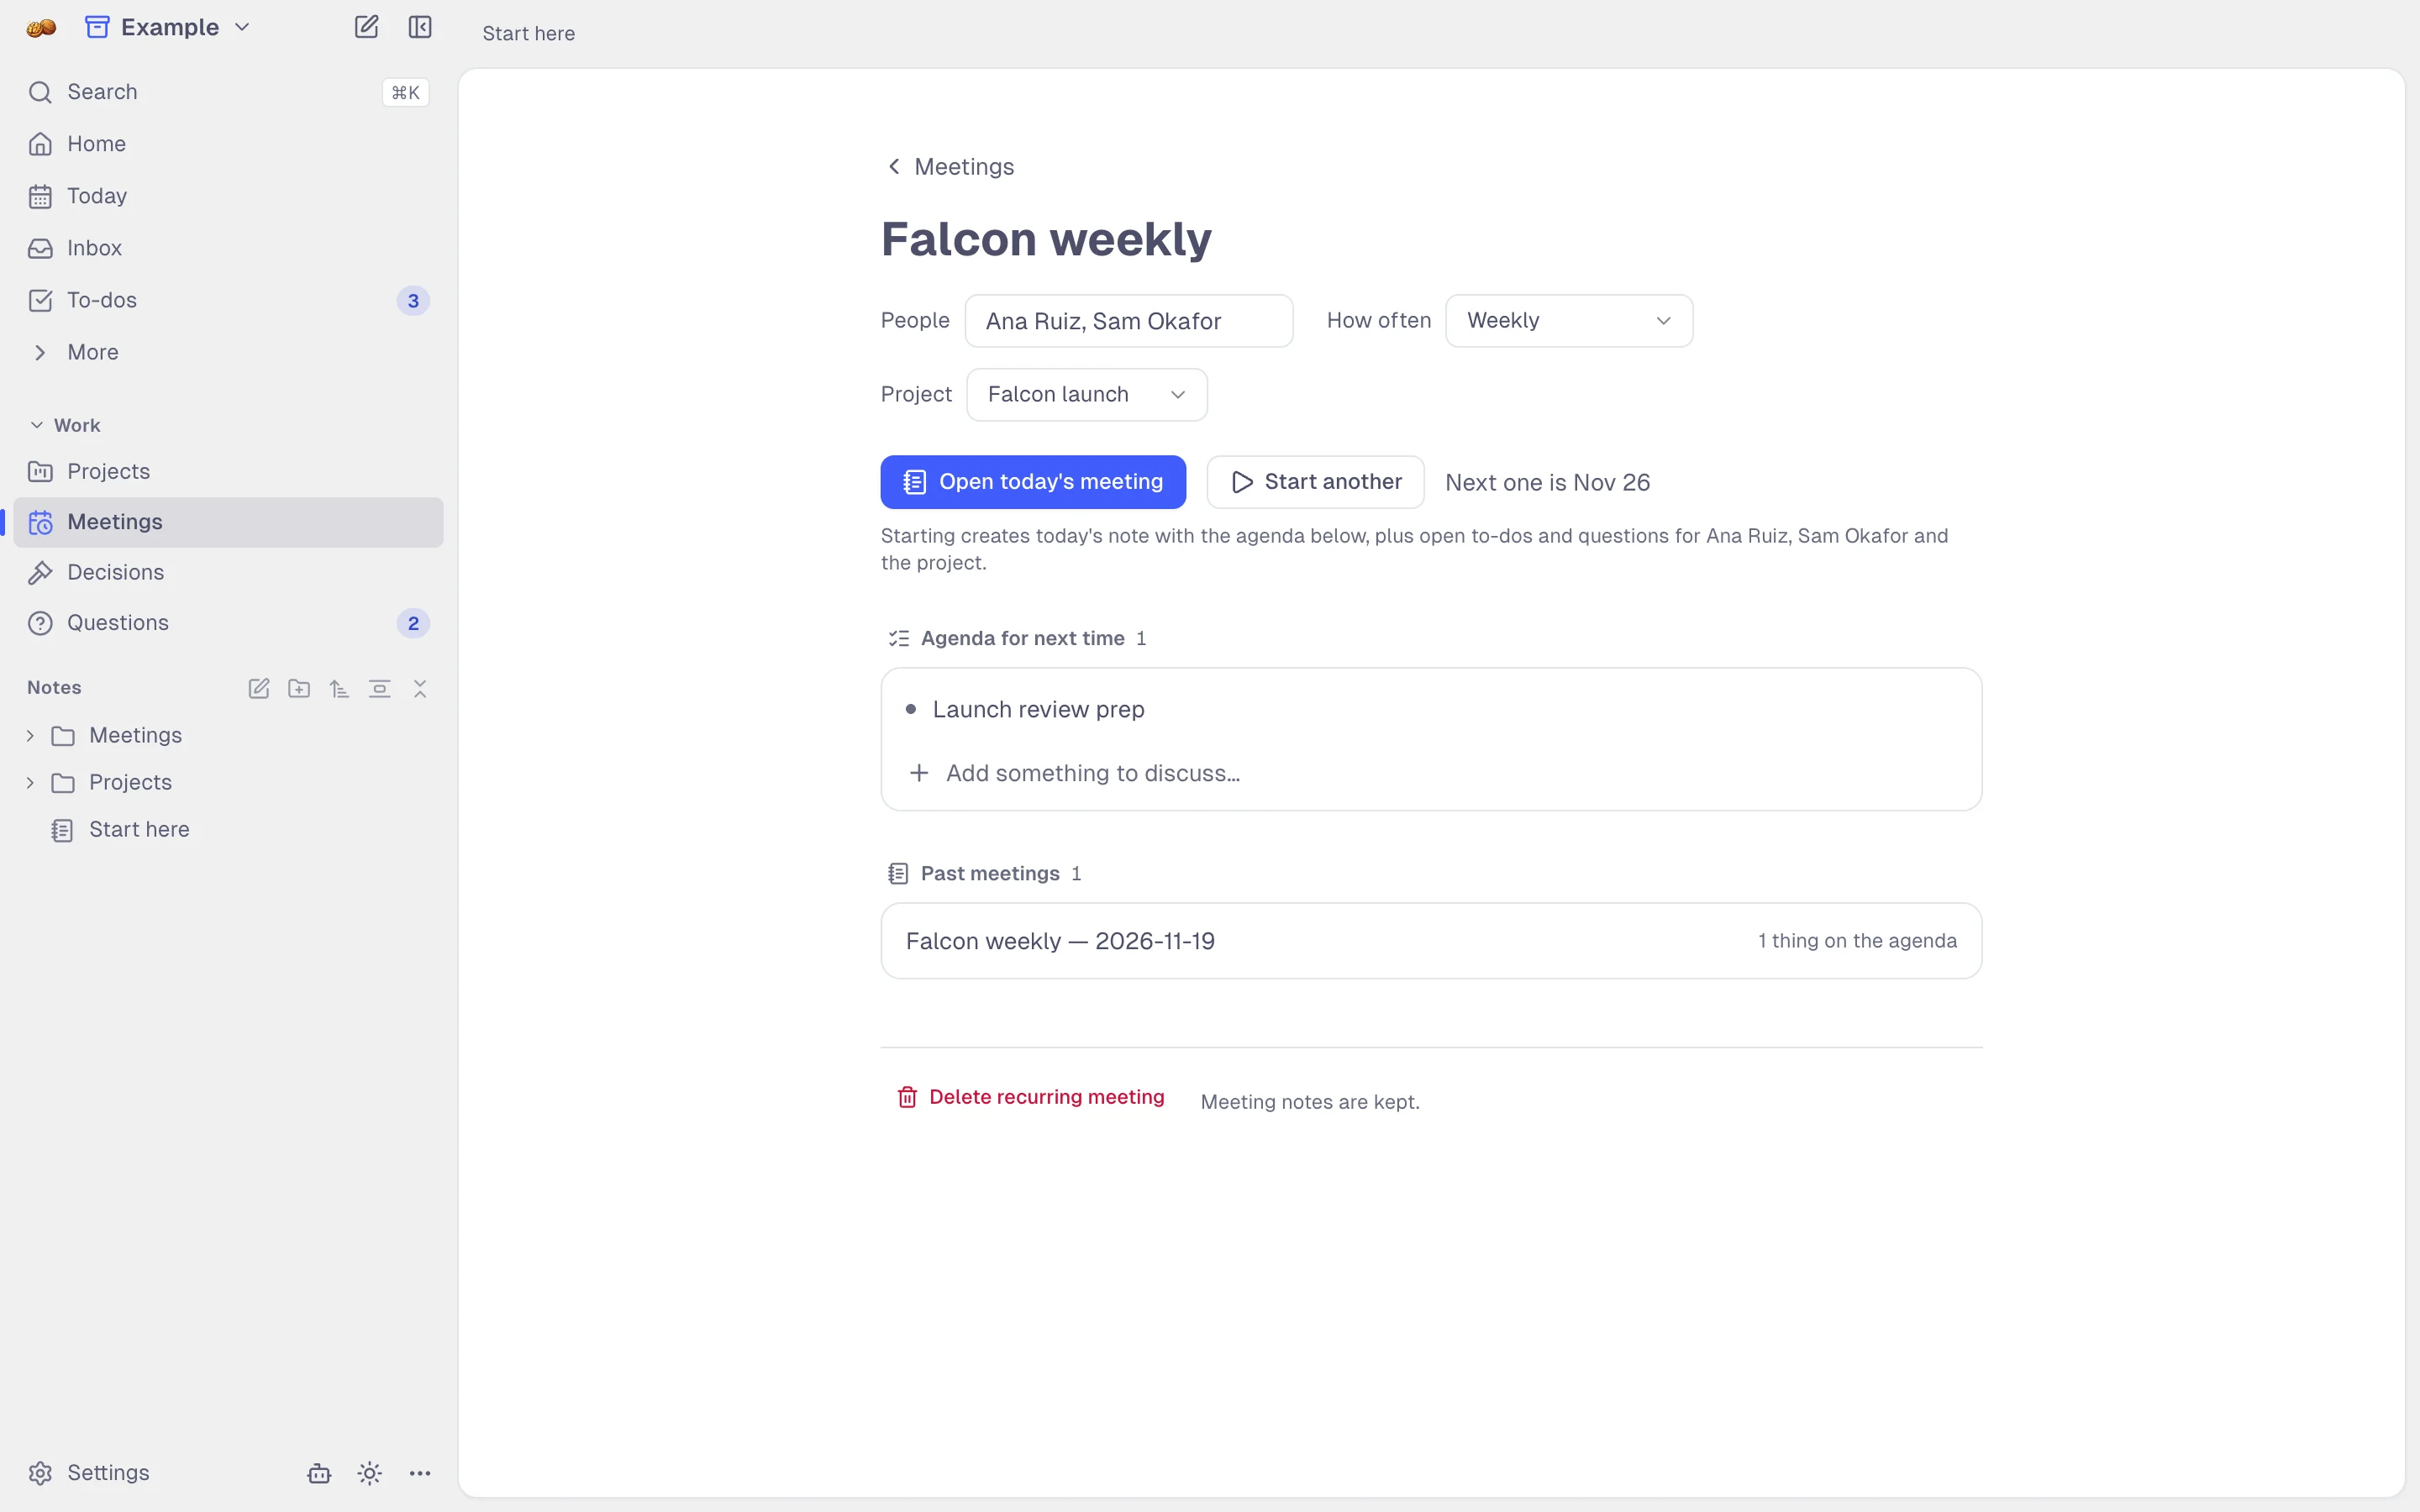 Example
Start here
Search ⌘K
Home
Today
Inbox
To-dos 3
More
Work
Projects
Meetings
Decisions
Questions 2
Notes
Meetings
Projects
Start here
Settings
Meetings
Falcon weekly
People Ana Ruiz, Sam Okafor How often Weekly
Project Falcon launch
Open today's meeting Start another Next one is Nov 26
Starting creates today's note with the agenda below, plus open to-dos and questions for Ana Ruiz, Sam Okafor and
the project.
Agenda for next time 1
Launch review prep
Add something to discuss...
Past meetings 1
Falcon weekly — 2026-11-19 1 thing on the agenda
Delete recurring meeting Meeting notes are kept.